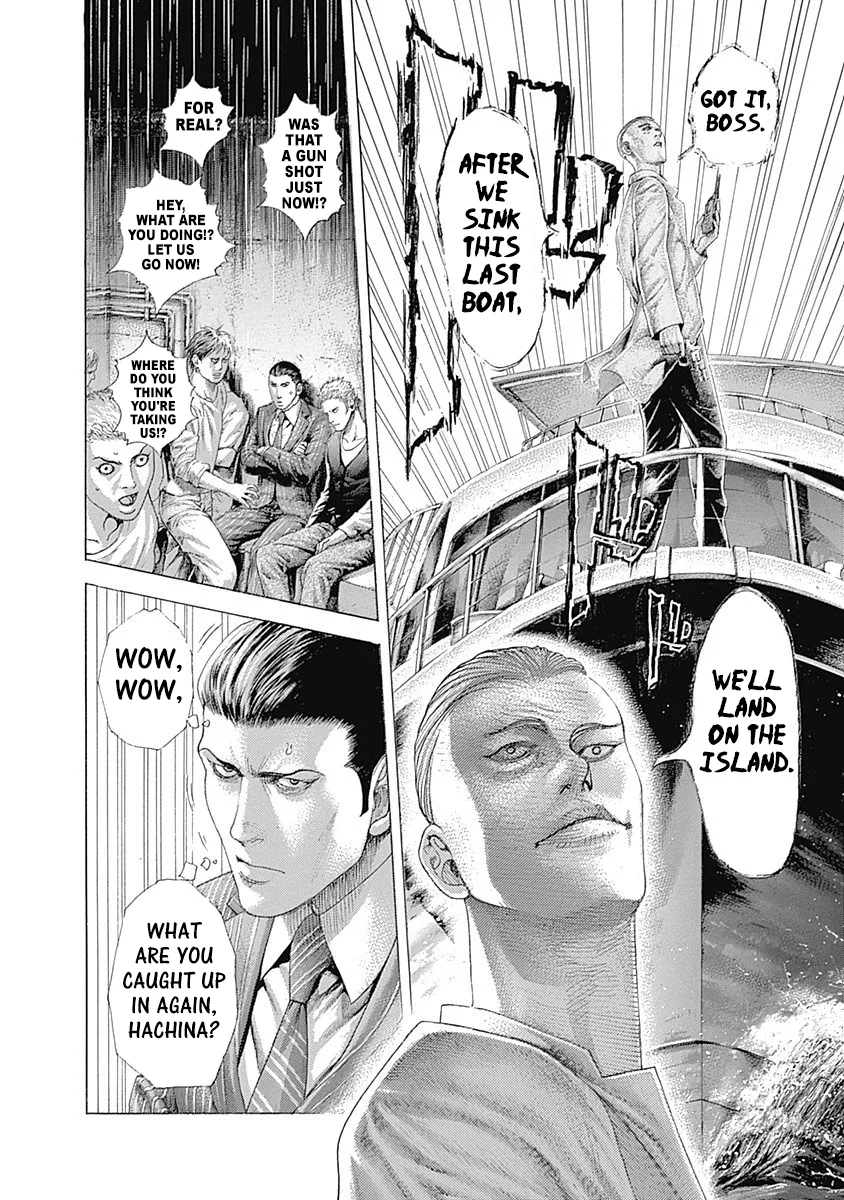 GOT IT,
BOSS.
AFTER
WE
SINK
THIS
LAST
BOAT,
WE'LL
LAND
ON THE
ISLAND.
WAS
THAT
A GUN
SHOT
JUST
NOW!?
FOR
REAL?
HEY,
WHAT ARE
YOU DOING!?
LET US
GO NOW!
WHERE
DO YOU
THINK
YOU'RE
TAKING
US!?
WOW,
WOW,
WHAT
ARE YOU
CAUGHT UP
IN AGAIN,
HACHINA?